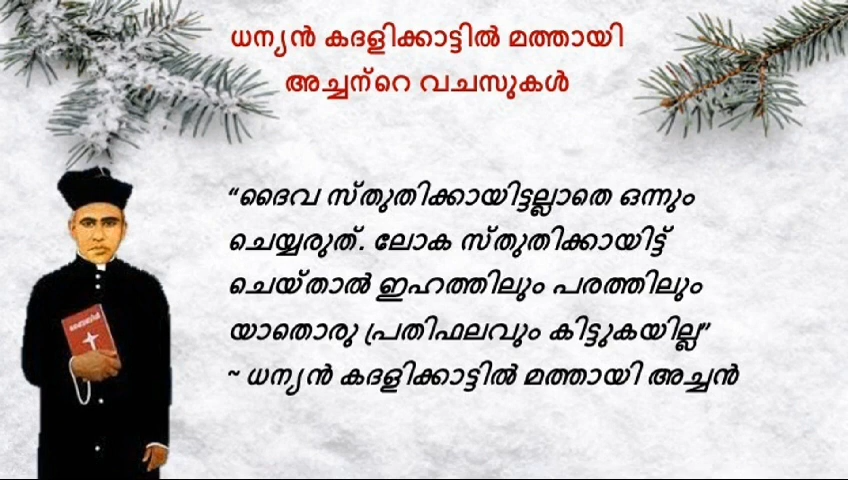 ധന്യൻ കദളിക്കാട്ടിൽ മത്തായി
അച്ചന്റെ വചസുകൾ
“ദൈവ സ്തുതിക്കായിട്ടല്ലാതെ ഒന്നും
ചെയ്യരുത്. ലോക സ്തുതിക്കായിട്ട്
ചെയ്താൽ ഇഹത്തിലും പരത്തിലും
യാതൊരു പ്രതിഫലവും കിട്ടുകയില്ല”
~ ധന്യൻ കദളിക്കാട്ടിൽ മത്തായി അച്ചൻ
ബൈബിൾ